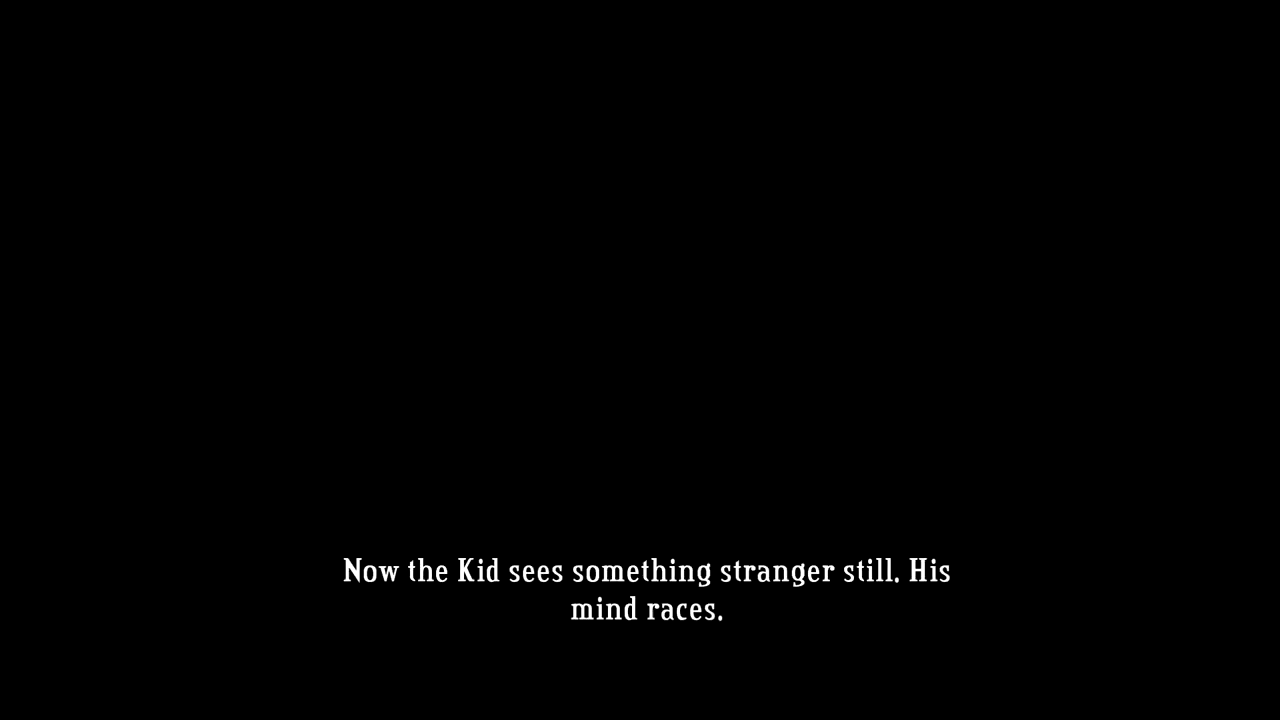 Now the Kid sees something stranger still. His
mind races.